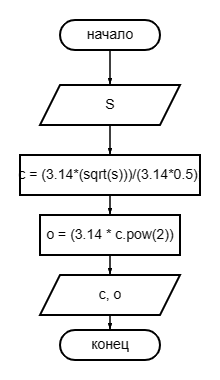 начало
S
c = (3.14*(sqrt(s)))/(3.14*0.5)
o = (3.14 * c.pow(2))
c, o
конец